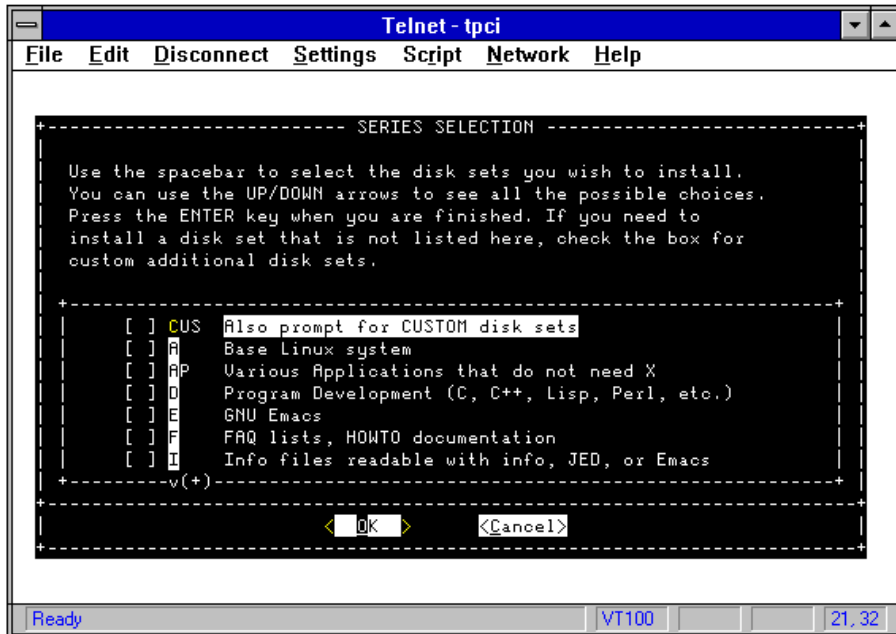 Telnet - tpci
File Edit Disconnect Settings Script Network Help
+---------------------------- SERIES SELECTION ----------------------------+
Use the spacebar to select the disk sets you wish to install.
You can use the UP/DOWN arrows to see all the possible choices.
Press the ENTER key when you are finished. If you need to
install a disk set that is not listed here, check the box for
custom additional disk sets.
[ ] CUS Also prompt for CUSTOM disk sets
[ ] A Base Linux system
[ ] AP Various Applications that do not need X
[ ] D Program Development (C, C++, Lisp, Perl, etc.)
[ ] E GNU Emacs
[ ] F FAQ lists, HOWTO documentation
[ ] I Info files readable with info, JED, or Emacs
v(+)
< OK > <Cancel>
Ready VT100 21,32